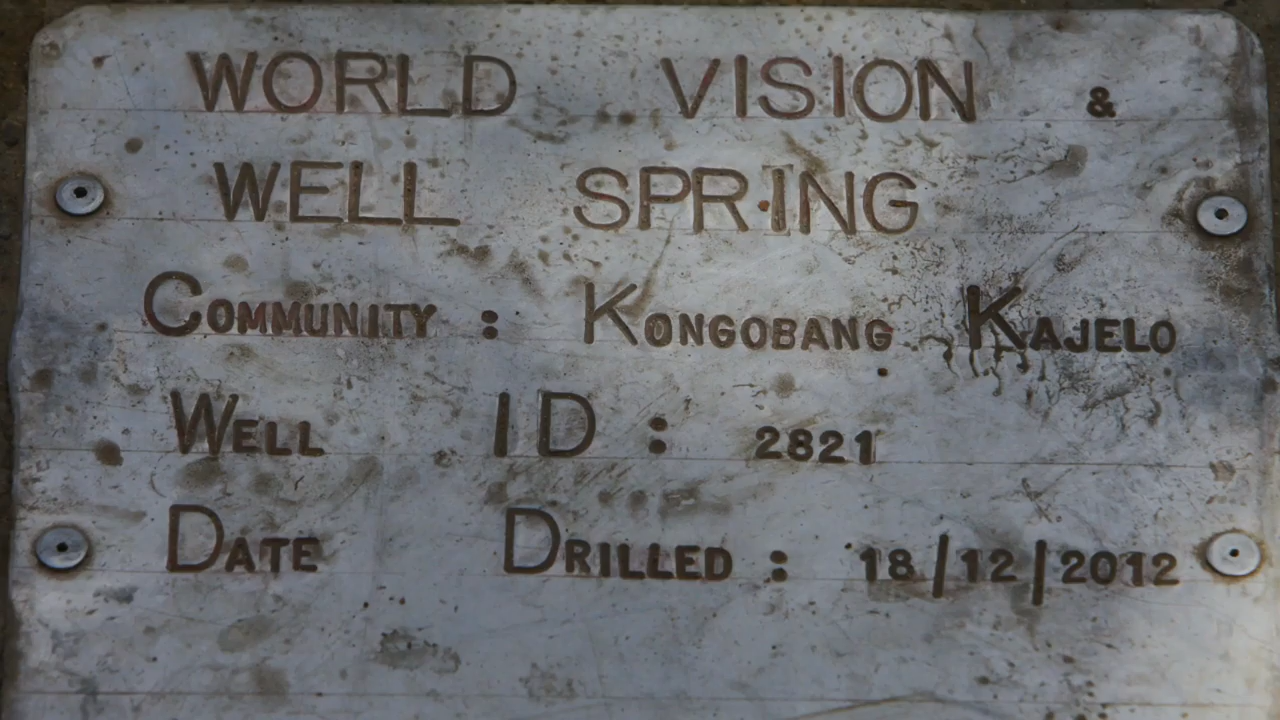 WORLD VISION &
WELL SPRING
COMMUNITY : KONGOBANG KAJELO
WELL ID : 2821
DATE DRILLED : 18/12/2012